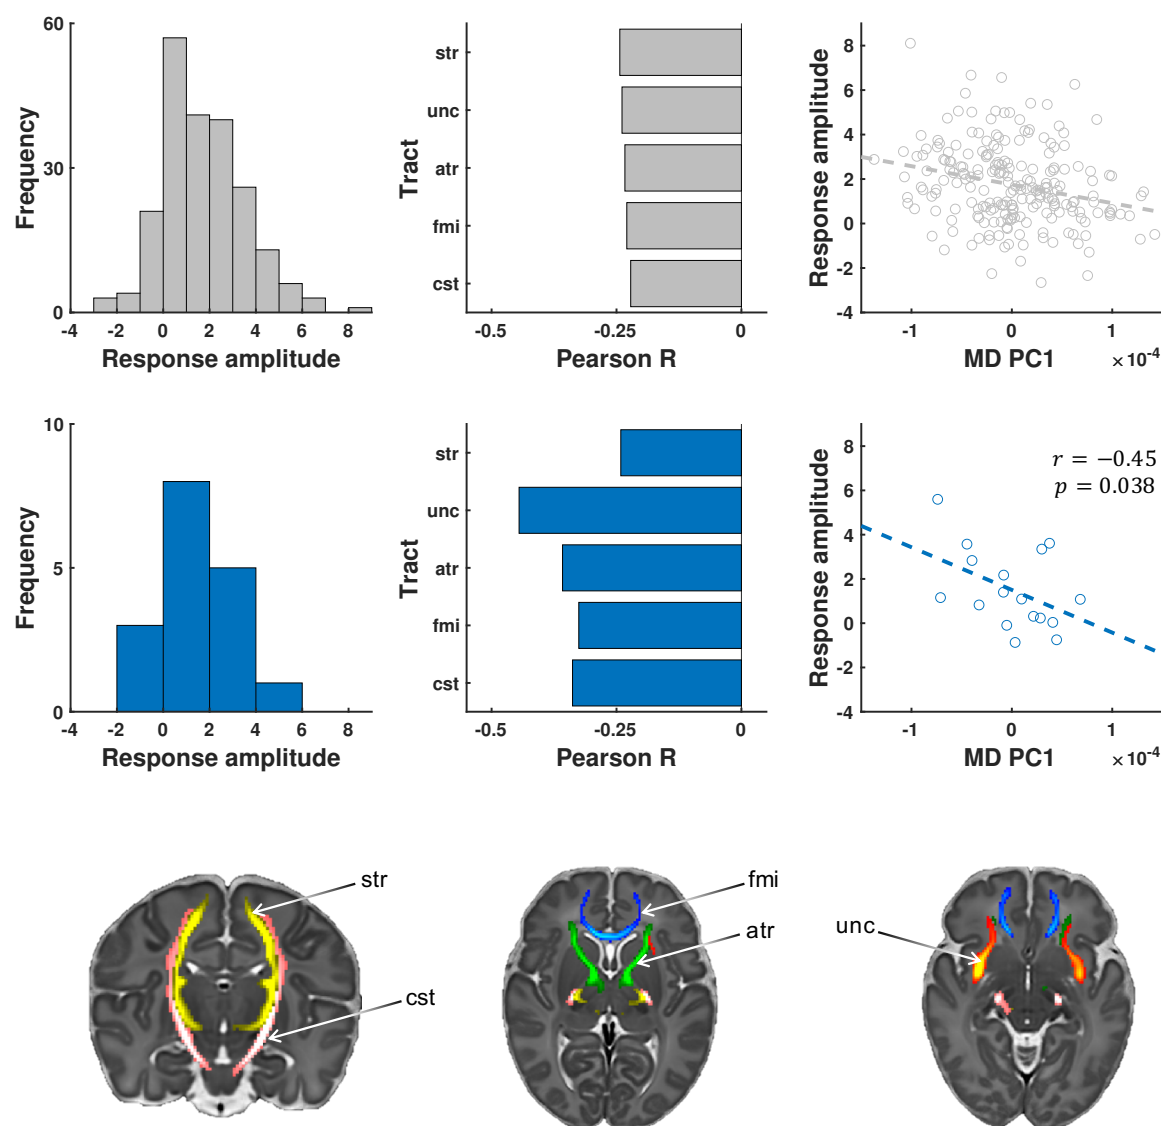 60
30
0
-4 -2 0 2 4 6 8
Frequency
Response amplitude
str
unc
atr
fmi
cst
Tract
-0.5 -0.25 0
Pearson R
8
6
4
2
0
-2
-4
-1 0 1
Response amplitude
MD PC1
×10-4
10
5
0
-4 -2 0 2 4 6 8
Frequency
Response amplitude
str
unc
atr
fmi
cst
Tract
-0.5 -0.25 0
Pearson R
8
6
4
2
0
-2
-4
r = −0.45
p = 0.038
-1 0 1
Response amplitude
MD PC1
×10-4
str
cst
fmi
atr
unc